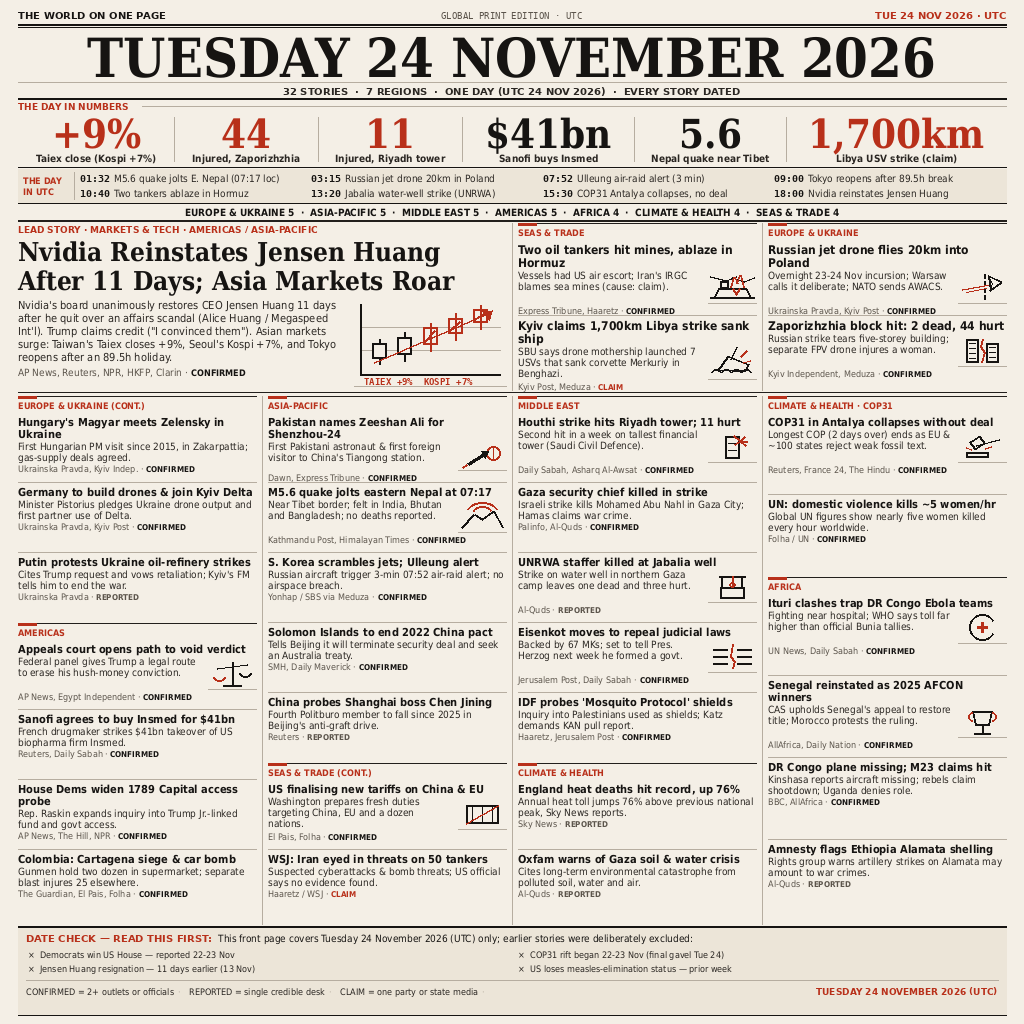 THE WORLD ON ONE PAGE
GLOBAL PRINT EDITION · UTC
TUE 24 NOV 2026 · UTC
TUESDAY 24 NOVEMBER 2026
32 STORIES · 7 REGIONS · ONE DAY (UTC 24 NOV 2026) · EVERY STORY DATED
THE DAY IN NUMBERS
+9%
Taiex close (Kospi +7%)
44
Injured, Zaporizhzhia
11
Injured, Riyadh tower
$41bn
Sanofi buys Insmed
5.6
Nepal quake near Tibet
1,700km
Libya USV strike (claim)
THE DAY
IN UTC
01:32 M5.6 quake jolts E. Nepal (07:17 loc)
03:15 Russian jet drone 20km in Poland
07:52 Ulleung air-raid alert (3 min)
09:00 Tokyo reopens after 89.5h break
10:40 Two tankers ablaze in Hormuz
13:20 Jabalia water-well strike (UNRWA)
15:30 COP31 Antalya collapses, no deal
18:00 Nvidia reinstates Jensen Huang
EUROPE & UKRAINE 5 · ASIA-PACIFIC 5 · MIDDLE EAST 5 · AMERICAS 5 · AFRICA 4 · CLIMATE & HEALTH 4 · SEAS & TRADE 4
LEAD STORY · MARKETS & TECH · AMERICAS / ASIA-PACIFIC
Nvidia Reinstates Jensen Huang
After 11 Days; Asia Markets Roar
Nvidia's board unanimously restores CEO Jensen Huang 11 days
after he quit over an affairs scandal (Alice Huang / Megaspeed
Int'l). Trump claims credit ("I convinced them"). Asian markets
surge: Taiwan's Taiex closes +9%, Seoul's Kospi +7%, and Tokyo
reopens after an 89.5h holiday.
AP News, Reuters, NPR, HKFP, Clarin · CONFIRMED
TAIEX +9% KOSPI +7%
SEAS & TRADE
Two oil tankers hit mines, ablaze in
Hormuz
Vessels had US air escort; Iran's IRGC
blames sea mines (cause: claim).
Express Tribune, Haaretz · CONFIRMED
Kyiv claims 1,700km Libya strike sank
ship
SBU says drone mothership launched 7
USVs that sank corvette Merkuriy in
Benghazi.
Kyiv Post, Meduza · CLAIM
EUROPE & UKRAINE
Russian jet drone flies 20km into
Poland
Overnight 23-24 Nov incursion; Warsaw
calls it deliberate; NATO sends AWACS.
Ukrainska Pravda, Kyiv Post · CONFIRMED
Zaporizhzhia block hit: 2 dead, 44 hurt
Russian strike tears five-storey building;
separate FPV drone injures a woman.
Kyiv Independent, Meduza · CONFIRMED
EUROPE & UKRAINE (CONT.)
Hungary's Magyar meets Zelensky in
Ukraine
First Hungarian PM visit since 2015, in Zakarpattia;
gas-supply deals agreed.
Ukrainska Pravda, Kyiv Indep. · CONFIRMED
Germany to build drones & join Kyiv Delta
Minister Pistorius pledges Ukraine drone output and
first partner use of Delta.
Ukrainska Pravda, Kyiv Post · CONFIRMED
Putin protests Ukraine oil-refinery strikes
Cites Trump request and vows retaliation; Kyiv's FM
tells him to end the war.
Ukrainska Pravda · REPORTED
AMERICAS
Appeals court opens path to void verdict
Federal panel gives Trump a legal route
to erase his hush-money conviction.
AP News, Egypt Independent · CONFIRMED
Sanofi agrees to buy Insmed for $41bn
French drugmaker strikes $41bn takeover of US
biopharma firm Insmed.
Reuters, Daily Sabah · CONFIRMED
House Dems widen 1789 Capital access
probe
Rep. Raskin expands inquiry into Trump Jr.-linked
fund and govt access.
AP News, The Hill, NPR · CONFIRMED
Colombia: Cartagena siege & car bomb
Gunmen hold two dozen in supermarket; separate
blast injures 25 elsewhere.
The Guardian, El Pais, Folha · CONFIRMED
ASIA-PACIFIC
Pakistan names Zeeshan Ali for
Shenzhou-24
First Pakistani astronaut & first foreign
visitor to China's Tiangong station.
Dawn, Express Tribune · CONFIRMED
M5.6 quake jolts eastern Nepal at 07:17
Near Tibet border; felt in India, Bhutan
and Bangladesh; no deaths reported.
Kathmandu Post, Himalayan Times · CONFIRMED
S. Korea scrambles jets; Ulleung alert
Russian aircraft trigger 3-min 07:52 air-raid alert; no
airspace breach.
Yonhap / SBS via Meduza · CONFIRMED
Solomon Islands to end 2022 China pact
Tells Beijing it will terminate security deal and seek
an Australia treaty.
SMH, Daily Maverick · CONFIRMED
China probes Shanghai boss Chen Jining
Fourth Politburo member to fall since 2025 in
Beijing's anti-graft drive.
Reuters · REPORTED
SEAS & TRADE (CONT.)
US finalising new tariffs on China & EU
Washington prepares fresh duties
targeting China, EU and a dozen
nations.
El Pais, Folha · CONFIRMED
WSJ: Iran eyed in threats on 50 tankers
Suspected cyberattacks & bomb threats; US official
says no evidence found.
Haaretz / WSJ · CLAIM
MIDDLE EAST
Houthi strike hits Riyadh tower; 11 hurt
Second hit in a week on tallest financial
tower (Saudi Civil Defence).
Daily Sabah, Asharq Al-Awsat · CONFIRMED
Gaza security chief killed in strike
Israeli strike kills Mohamed Abu Nahl in Gaza City;
Hamas claims war crime.
Palinfo, Al-Quds · CONFIRMED
UNRWA staffer killed at Jabalia well
Strike on water well in northern Gaza
camp leaves one dead and three hurt.
Al-Quds · REPORTED
Eisenkot moves to repeal judicial laws
Backed by 67 MKs; set to tell Pres.
Herzog next week he formed a govt.
Jerusalem Post, Daily Sabah · CONFIRMED
IDF probes 'Mosquito Protocol' shields
Inquiry into Palestinians used as shields; Katz
demands KAN pull report.
Haaretz, Jerusalem Post · CONFIRMED
CLIMATE & HEALTH
England heat deaths hit record, up 76%
Annual heat toll jumps 76% above previous national
peak, Sky News reports.
Sky News · REPORTED
Oxfam warns of Gaza soil & water crisis
Cites long-term environmental catastrophe from
polluted soil, water and air.
Al-Quds · REPORTED
CLIMATE & HEALTH · COP31
COP31 in Antalya collapses without deal
Longest COP (2 days over) ends as EU &
~100 states reject weak fossil text.
Reuters, France 24, The Hindu · CONFIRMED
UN: domestic violence kills ~5 women/hr
Global UN figures show nearly five women killed
every hour worldwide.
Folha / UN · CONFIRMED
AFRICA
Ituri clashes trap DR Congo Ebola teams
Fighting near hospital; WHO says toll far
higher than official Bunia tallies.
UN News, Daily Sabah · CONFIRMED
Senegal reinstated as 2025 AFCON
winners
CAS upholds Senegal's appeal to restore
title; Morocco protests the ruling.
AllAfrica, Daily Nation · CONFIRMED
DR Congo plane missing; M23 claims hit
Kinshasa reports aircraft missing; rebels claim
shootdown; Uganda denies role.
BBC, AllAfrica · CONFIRMED
Amnesty flags Ethiopia Alamata shelling
Rights group warns artillery strikes on Alamata may
amount to war crimes.
Al-Quds · REPORTED
DATE CHECK — READ THIS FIRST: This front page covers Tuesday 24 November 2026 (UTC) only; earlier stories were deliberately excluded:
× Democrats win US House — reported 22-23 Nov
× COP31 rift began 22-23 Nov (final gavel Tue 24)
× Jensen Huang resignation — 11 days earlier (13 Nov)
× US loses measles-elimination status — prior week
CONFIRMED = 2+ outlets or officials · REPORTED = single credible desk · CLAIM = one party or state media ·
TUESDAY 24 NOVEMBER 2026 (UTC)